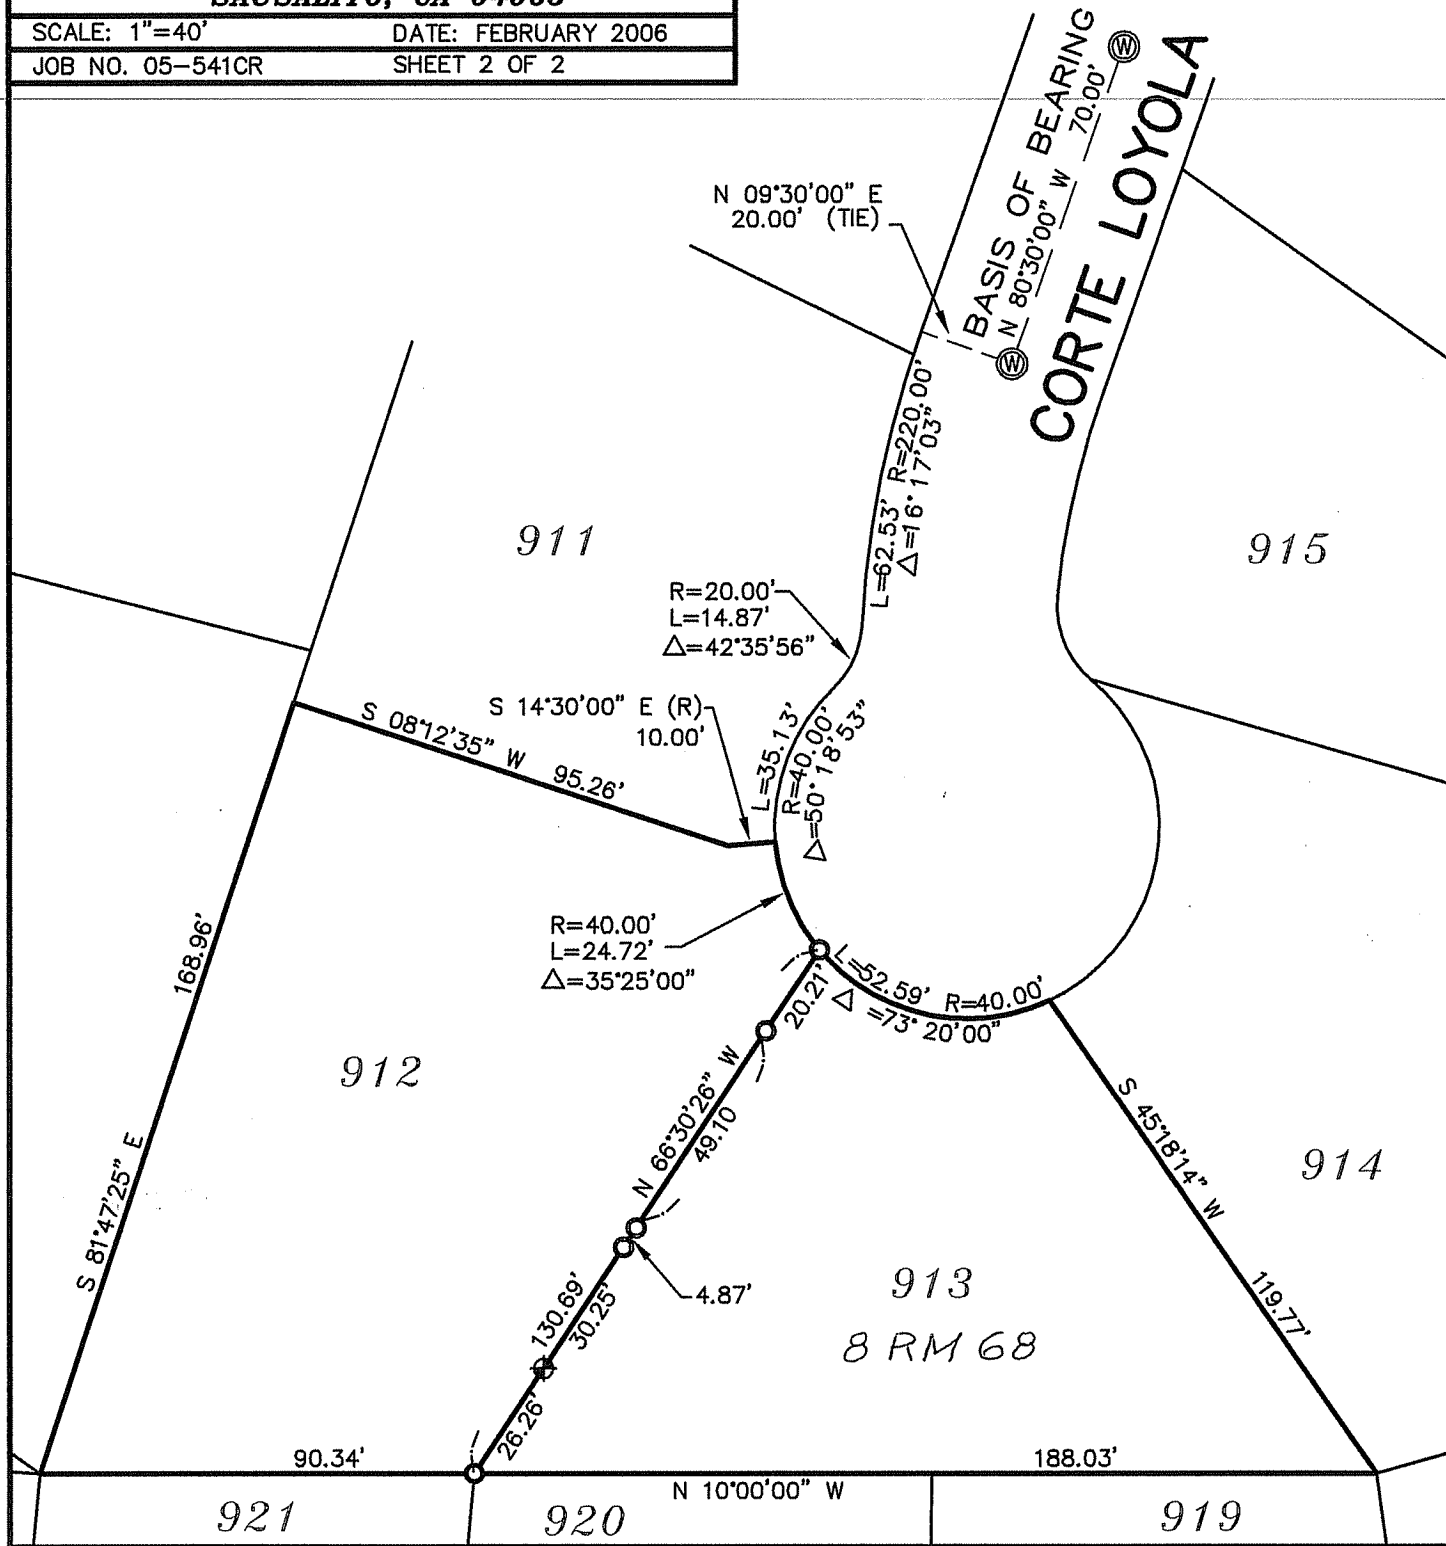 SAUSALITO, CA
SCALE: 1"=40' DATE: FEBRUARY 2006
JOB NO. 05-541CR SHEET 2 OF 2
BASIS OF BEARING
N 80°30'00" W 70.00'
W
W
CORTE LOYOLA
N 09°30'00" E
20.00' (TIE)
L=62.53' R=220.00'
△=16°17'03"
911
915
R=20.00'
L=14.87'
△=42°35'56"
S 14°30'00" E (R)
10.00'
S 08°12'35" W 95.26'
L=35.13'
R=40.00'
△=50°18'53"
R=40.00'
L=24.72'
△=35°25'00"
168.96'
S 81°47'25" E
L=52.59' R=40.00'
△=73°20'00"
20.21'
N 66°30'26" W
49.10
912
S 45°18'14" W
119.77'
914
4.87'
913
8 RM 68
130.69'
30.25'
26.26'
90.34'
188.03'
N 10°00'00" W
921
920
919